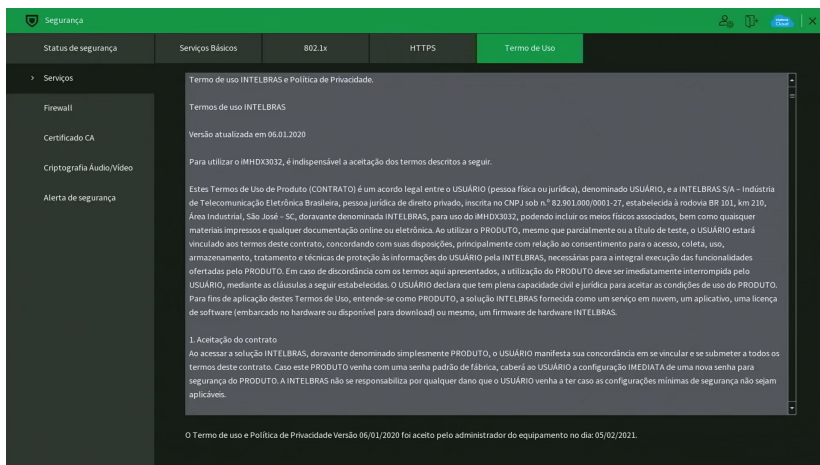 Segurança
Status de segurança
Serviços Básicos
802.1x
HTTPS
Termo de Uso
> Serviços
Firewall
Certificado CA
Criptografia Áudio/Vídeo
Alerta de segurança
Termo de uso INTELBRAS e Política de Privacidade.
Termos de uso INTELBRAS
Versão atualizada em 06.01.2020
Para utilizar o iMHDX3032, é indispensável a aceitação dos termos descritos a seguir.
Estes Termos de Uso de Produto (CONTRATO) é um acordo legal entre o USUÁRIO (pessoa física ou jurídica), denominado USUÁRIO, e a INTELBRAS S/A – Indústria
de Telecomunicação Eletrônica Brasileira, pessoa jurídica de direito privado, inscrita no CNPJ sob n.º 82.901.000/0001-27, estabelecida à rodovia BR 101, km 210,
Área Industrial, São José – SC, doravante denominada INTELBRAS, para uso do iMHDX3032, podendo incluir os meios físicos associados, bem como quaisquer
materiais impressos e qualquer documentação online ou eletrônica. Ao utilizar o PRODUTO, mesmo que parcialmente ou a título de teste, o USUÁRIO estará
vinculado aos termos deste contrato, concordando com suas disposições, principalmente com relação ao consentimento para o acesso, coleta, uso,
armazenamento, tratamento e técnicas de proteção às informações do USUÁRIO pela INTELBRAS, necessárias para a integral execução das funcionalidades
ofertadas pelo PRODUTO. Em caso de discordância com os termos aqui apresentados, a utilização do PRODUTO deve ser imediatamente interrompida pelo
USUÁRIO, mediante as cláusulas a seguir estabelecidas. O USUÁRIO declara que tem plena capacidade civil e jurídica para aceitar as condições de uso do PRODUTO.
Para fins de aplicação destes Termos de Uso, entende-se como PRODUTO, a solução INTELBRAS fornecida como um serviço em nuvem, um aplicativo, uma licença
de software (embarcado no hardware ou disponível para download) ou mesmo, um firmware de hardware INTELBRAS.
1. Aceitação do contrato
Ao acessar a solução INTELBRAS, doravante denominado simplesmente PRODUTO, o USUÁRIO manifesta sua concordância em se vincular e se submeter a todos os
termos deste contrato. Caso este PRODUTO venha com uma senha padrão de fábrica, caberá ao USUÁRIO a configuração IMEDIATA de uma nova senha para
segurança do PRODUTO. A INTELBRAS não se responsabiliza por qualquer dano que o USUÁRIO venha a ter caso as configurações mínimas de segurança não sejam
aplicáveis.
O Termo de uso e Política de Privacidade Versão 06/01/2020 foi aceito pelo administrador do equipamento no dia: 05/02/2021.